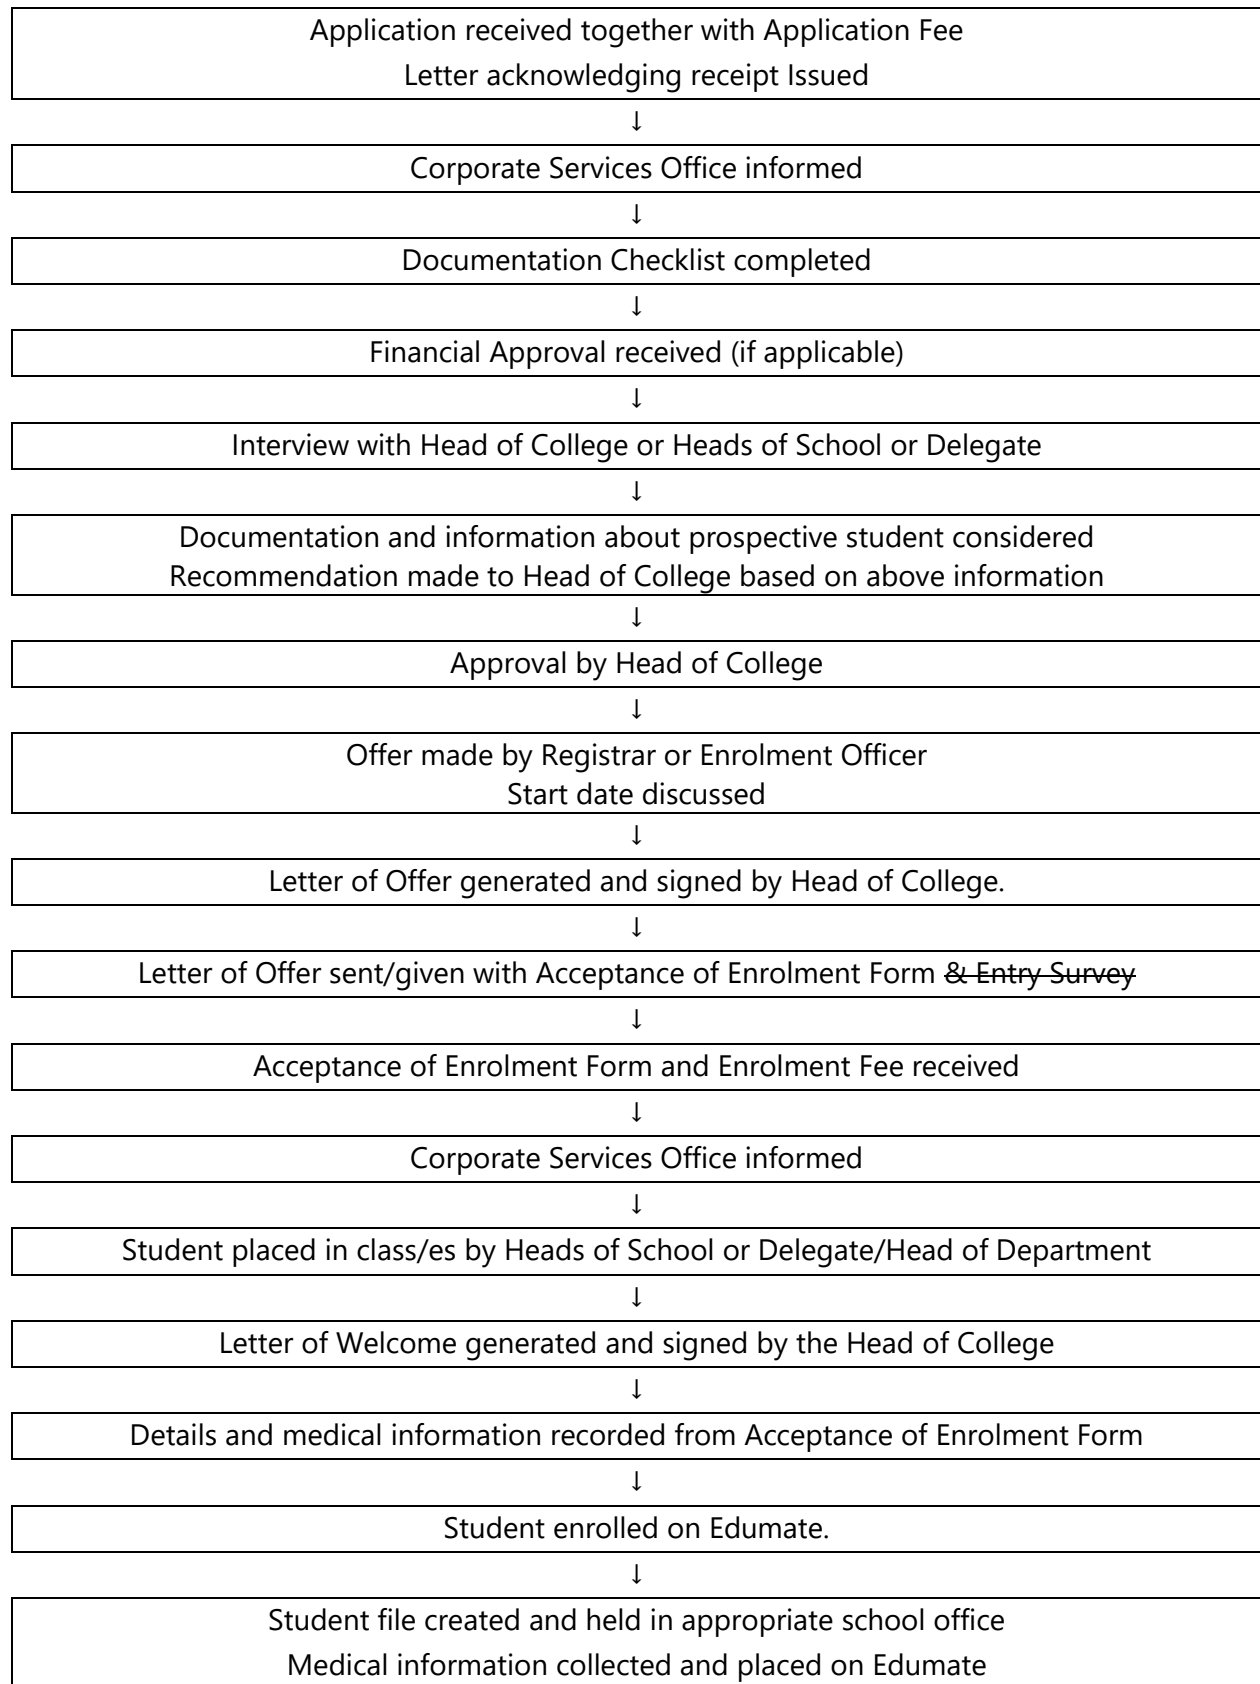 Application received together with Application Fee
Letter acknowledging receipt Issued
↓
Corporate Services Office informed
↓
Documentation Checklist completed
↓
Financial Approval received (if applicable)
↓
Interview with Head of College or Heads of School or Delegate
↓
Documentation and information about prospective student considered
Recommendation made to Head of College based on above information
↓
Approval by Head of College
↓
Offer made by Registrar or Enrolment Officer
Start date discussed
↓
Letter of Offer generated and signed by Head of College.
↓
Letter of Offer sent/given with Acceptance of Enrolment Form & Entry Survey
↓
Acceptance of Enrolment Form and Enrolment Fee received
↓
Corporate Services Office informed
↓
Student placed in class/es by Heads of School or Delegate/Head of Department
↓
Letter of Welcome generated and signed by the Head of College
↓
Details and medical information recorded from Acceptance of Enrolment Form
↓
Student enrolled on Edumate.
↓
Student file created and held in appropriate school office
Medical information collected and placed on Edumate